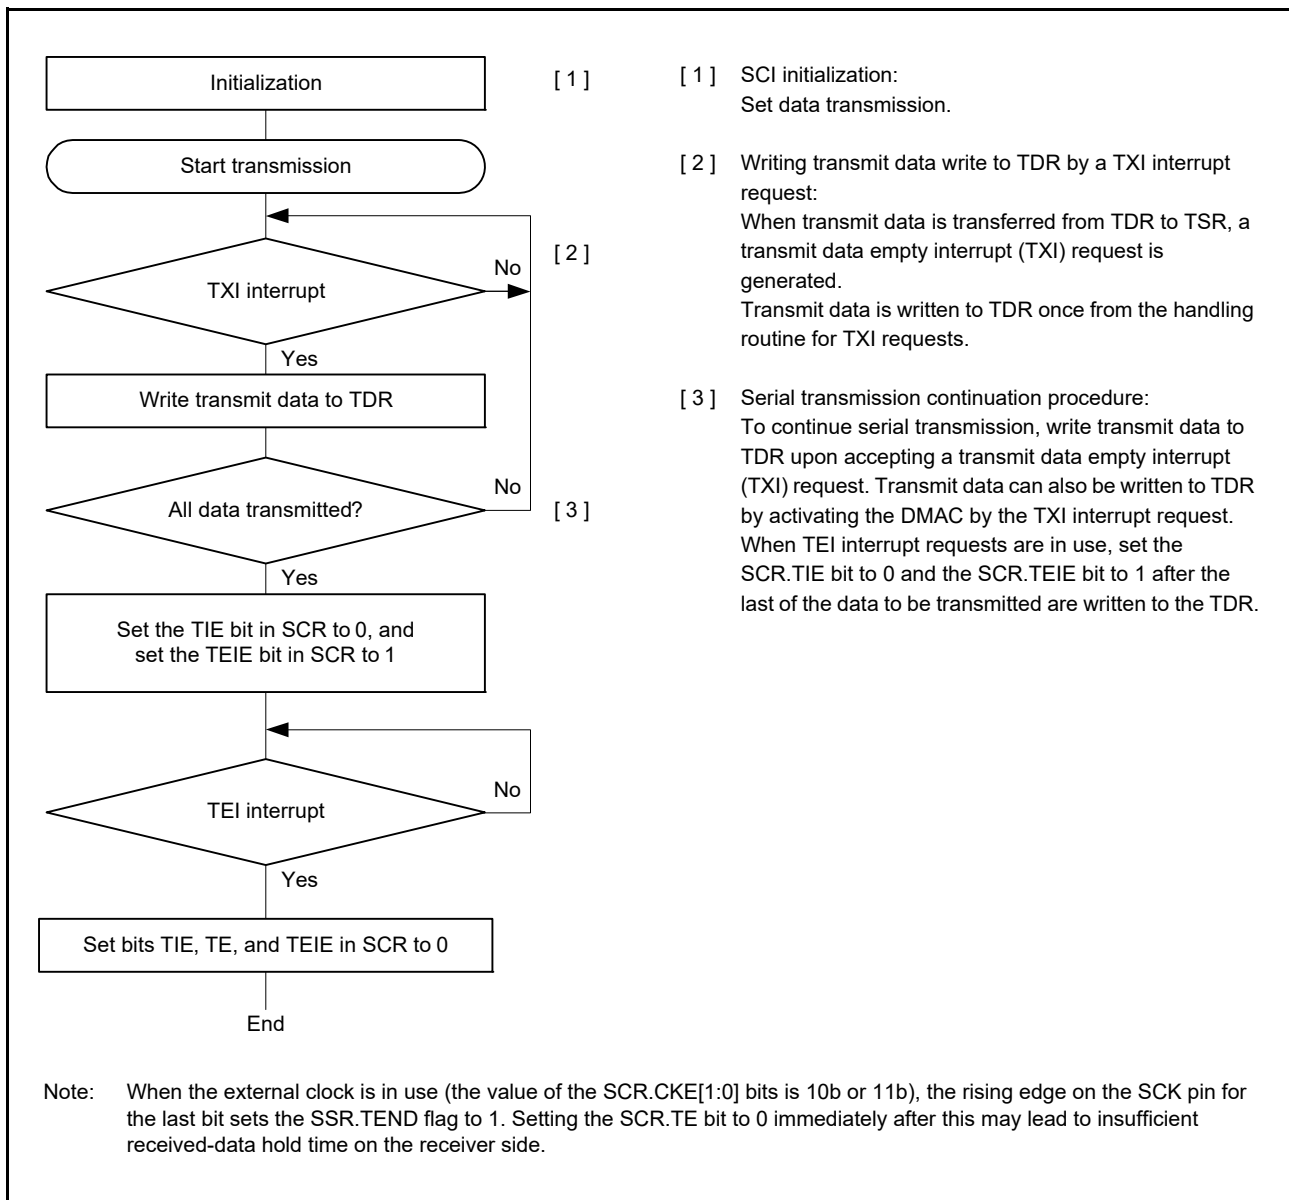 Initialization
[ 1 ]
Start transmission
TXI interrupt
No
[ 2 ]
Yes
Write transmit data to TDR
All data transmitted?
No
[ 3 ]
Yes
Set the TIE bit in SCR to 0, and
set the TEIE bit in SCR to 1
TEI interrupt
No
Yes
Set bits TIE, TE, and TEIE in SCR to 0
End
[ 1 ] SCI initialization:
Set data transmission.
[ 2 ] Writing transmit data write to TDR by a TXI interrupt
request:
When transmit data is transferred from TDR to TSR, a
transmit data empty interrupt (TXI) request is
generated.
Transmit data is written to TDR once from the handling
routine for TXI requests.
[ 3 ] Serial transmission continuation procedure:
To continue serial transmission, write transmit data to
TDR upon accepting a transmit data empty interrupt
(TXI) request. Transmit data can also be written to TDR
by activating the DMAC by the TXI interrupt request.
When TEI interrupt requests are in use, set the
SCR.TIE bit to 0 and the SCR.TEIE bit to 1 after the
last of the data to be transmitted are written to the TDR.
Note: When the external clock is in use (the value of the SCR.CKE[1:0] bits is 10b or 11b), the rising edge on the SCK pin for
the last bit sets the SSR.TEND flag to 1. Setting the SCR.TE bit to 0 immediately after this may lead to insufficient
received-data hold time on the receiver side.